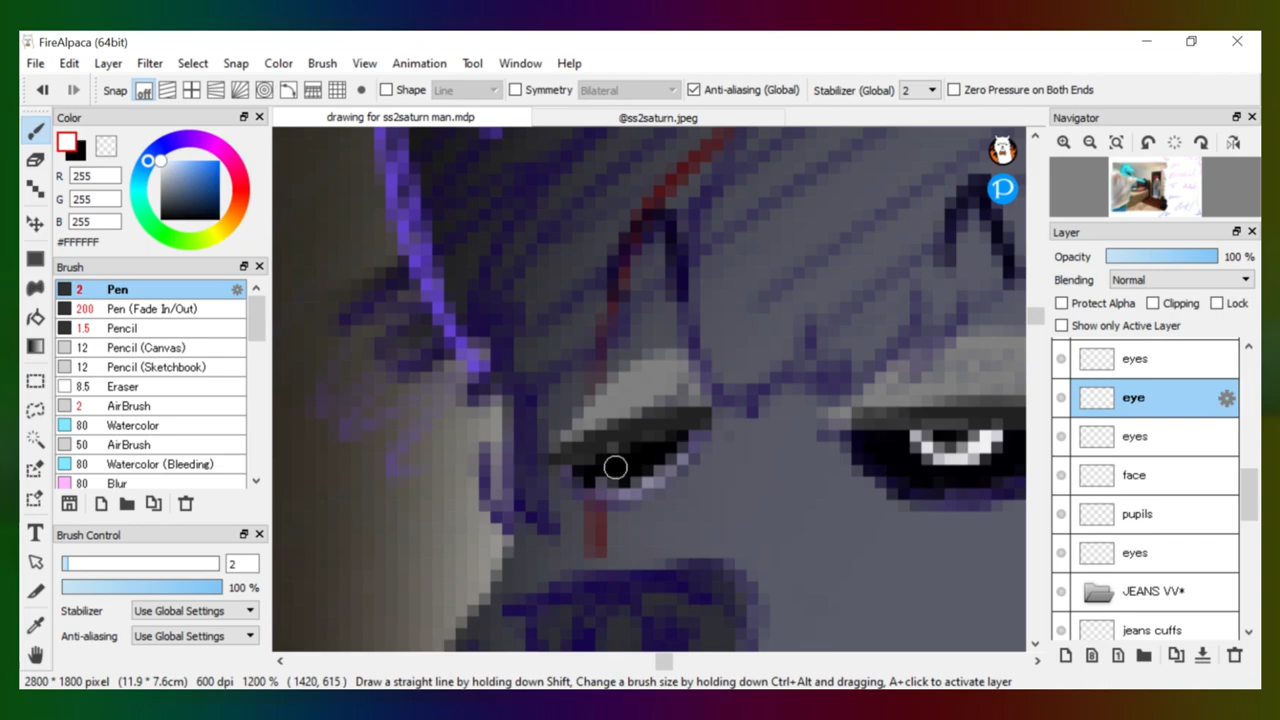 FireAlpaca (64bit)
File Edit Layer Filter Select Snap Color Brush View Animation Tool Window Help
Snap off Shape Line Symmetry Bilateral Anti-aliasing (Global) Stabilizer (Global) 2 Zero Pressure on Both Ends
Color
drawing for ss2saturn man.mdp
@ss2saturn.jpeg
Navigator
R 255
G 255
B 255
#FFFFFF
Brush
2 Pen
200 Pen (Fade In/Out)
1.5 Pencil
12 Pencil (Canvas)
12 Pencil (Sketchbook)
8.5 Eraser
2 AirBrush
80 Watercolor
50 AirBrush
80 Watercolor (Bleeding)
80 Blur
Brush Control
2
100 %
Stabilizer Use Global Settings
Anti-aliasing Use Global Settings
T
P
Layer
Opacity 100 %
Blending Normal
Protect Alpha Clipping Lock
Show only Active Layer
eyes
eye
eyes
face
pupils
eyes
JEANS VV*
jeans cuffs
8 1
2800 * 1800 pixel (11.9 * 7.6cm) 600 dpi 1200 % ( 1420, 615 ) Draw a straight line by holding down Shift, Change a brush size by holding down Ctrl+Alt and dragging, A+click to activate layer